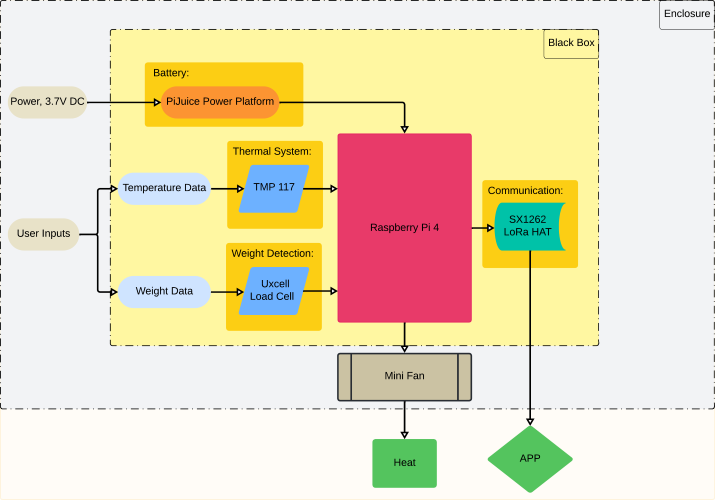 Enclosure
Black Box
Battery:
Power, 3.7V DC
PiJuice Power Platform
Thermal System:
Temperature Data
TMP 117
Communication:
User Inputs
Raspberry Pi 4
SX1262
LoRa HAT
Weight Detection:
Weight Data
Uxcell
Load Cell
Mini Fan
Heat
APP